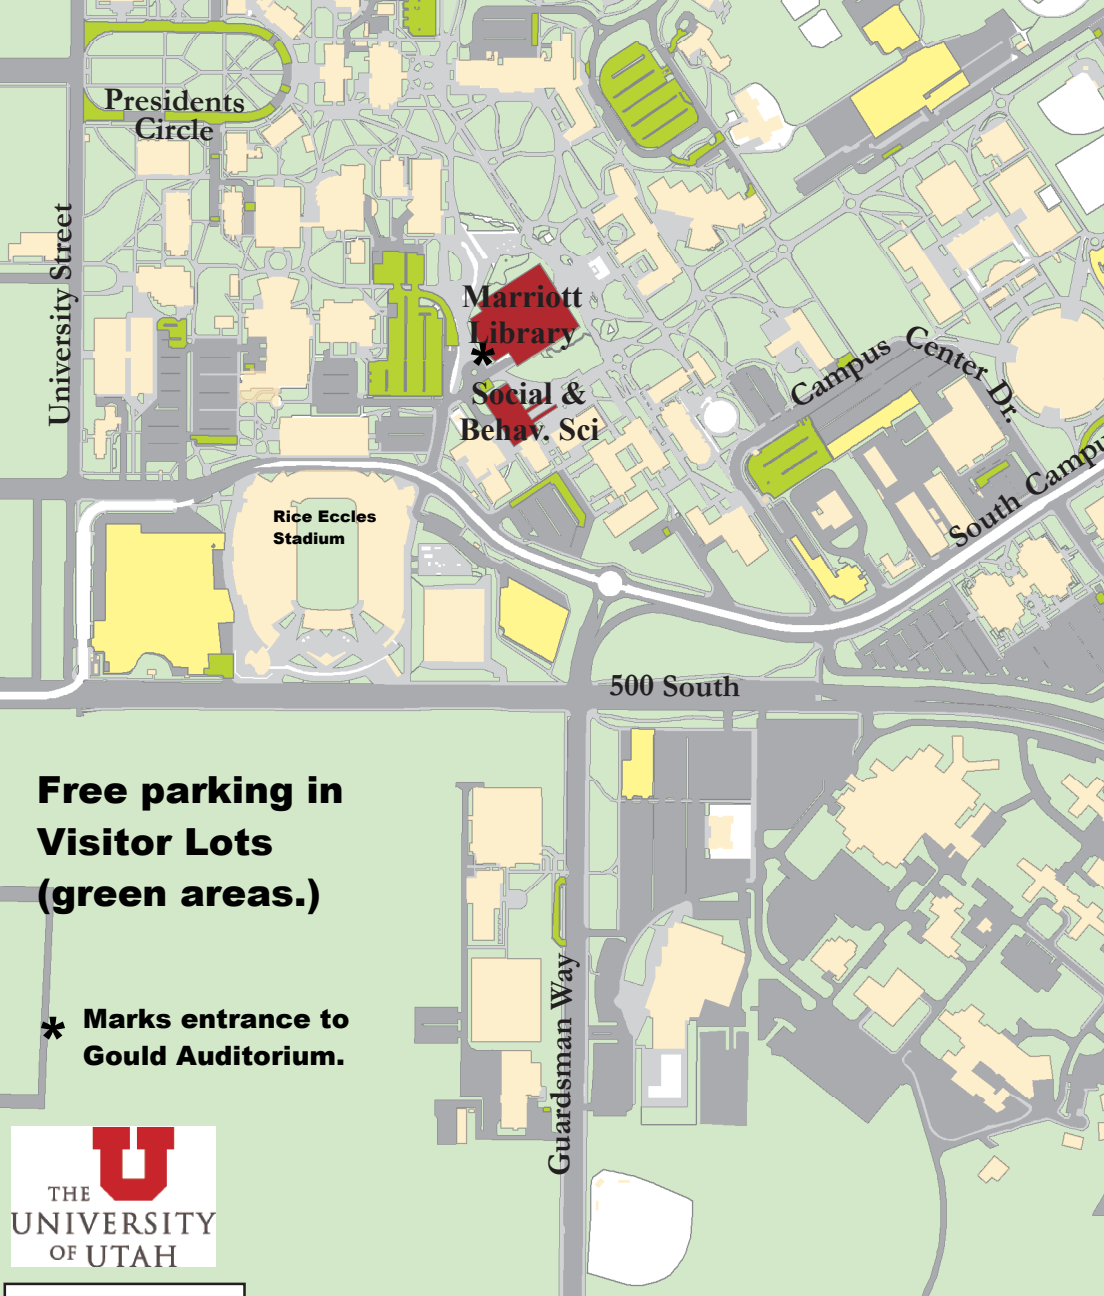 Presidents
Circle
University Street
Marriott
Library
*
Social &
Behav. Sci
Campus Center Dr.
South Campu
Rice Eccles
Stadium
500 South
Free parking in
Visitor Lots
(green areas.)
* Marks entrance to
Gould Auditorium.
Guardsman Way
U
THE
UNIVERSITY
OF UTAH